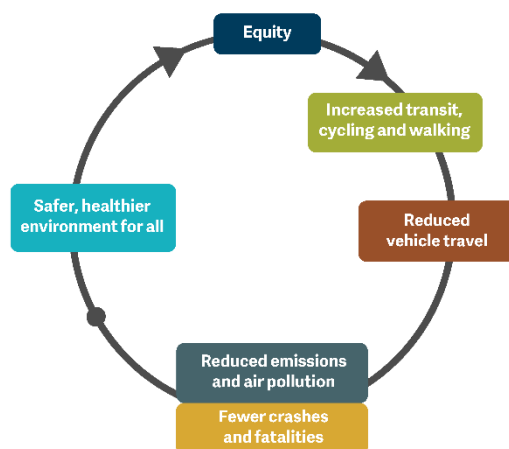 Equity
Increased transit,
cycling and walking
Reduced
vehicle travel
Reduced emissions
and air pollution
Fewer crashes
and fatalities
Safer, healthier
environment for all